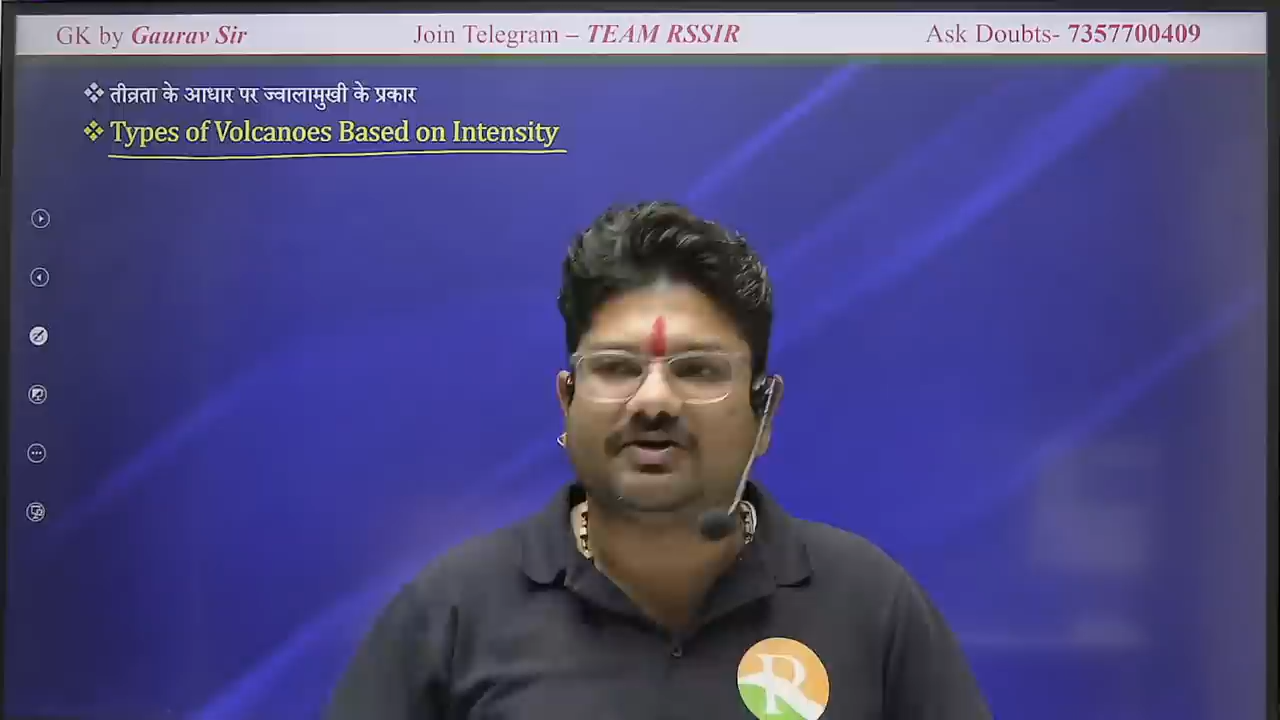 GK by Gaurav Sir Join Telegram – TEAM RSSIR Ask Doubts- 7357700409
❖ तीव्रता के आधार पर ज्वालामुखी के प्रकार
❖ Types of Volcanoes Based on Intensity
R